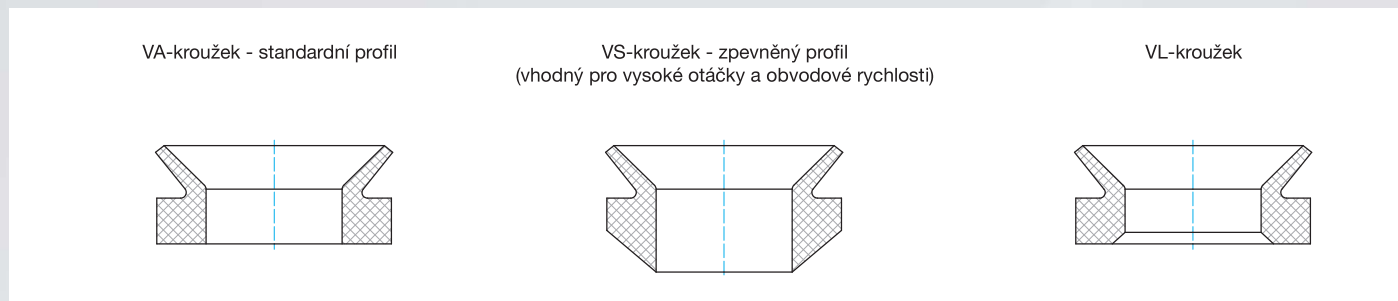 VA-kroužek - standardní profil
VS-kroužek - zpevněný profil
(vhodný pro vysoké otáčky a obvodové rychlosti)
VL-kroužek